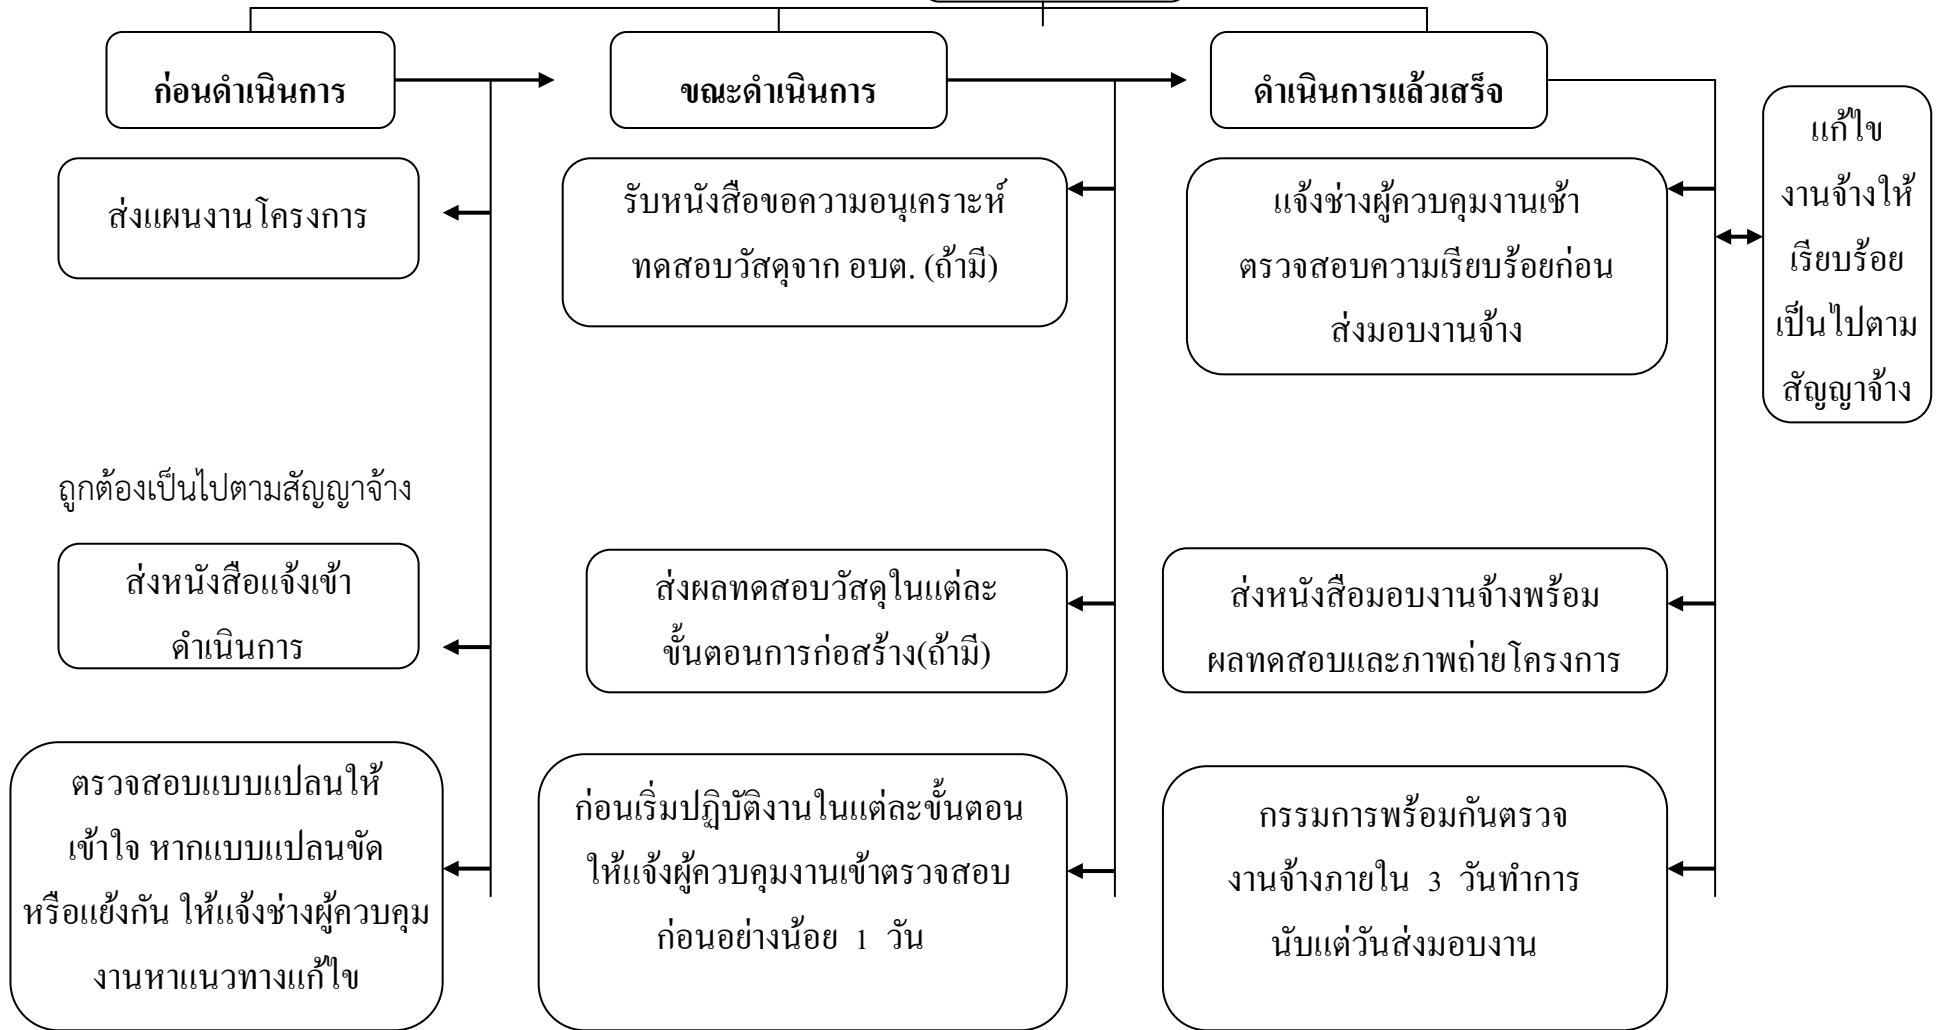 ก่อนดำเนินการ
ขณะดำเนินการ
ดำเนินการแล้วเสร็จ
ส่งแผนงานโครงการ
รับหนังสือขอความอนุเคราะห์
ทดสอบวัสดุจาก อบต. (ถ้ามี)
แจ้งช่างผู้ควบคุมงานเช้า
ตรวจสอบความเรียบร้อยก่อน
ส่งมอบงานจ้าง
แก้ไข
งานจ้างให้
เรียบร้อย
เป็นไปตาม
สัญญาจ้าง
ถูกต้องเป็นไปตามสัญญาจ้าง
ส่งหนังสือแจ้งเข้า
ดำเนินการ
ส่งผลทดสอบวัสดุในแต่ละ
ขั้นตอนการก่อสร้าง(ถ้ามี)
ส่งหนังสือมอบงานจ้างพร้อม
ผลทดสอบและภาพถ่ายโครงการ
ตรวจสอบแบบแปลนให้
เข้าใจ หากแบบแปลนขัด
หรือแย้งกัน ให้แจ้งช่างผู้ควบคุม
งานหาแนวทางแก้ไข
ก่อนเริ่มปฏิบัติงานในแต่ละขั้นตอน
ให้แจ้งผู้ควบคุมงานเข้าตรวจสอบ
ก่อนอย่างน้อย 1 วัน
กรรมการพร้อมกันตรวจ
งานจ้างภายใน 3 วันทำการ
นับแต่วันส่งมอบงาน